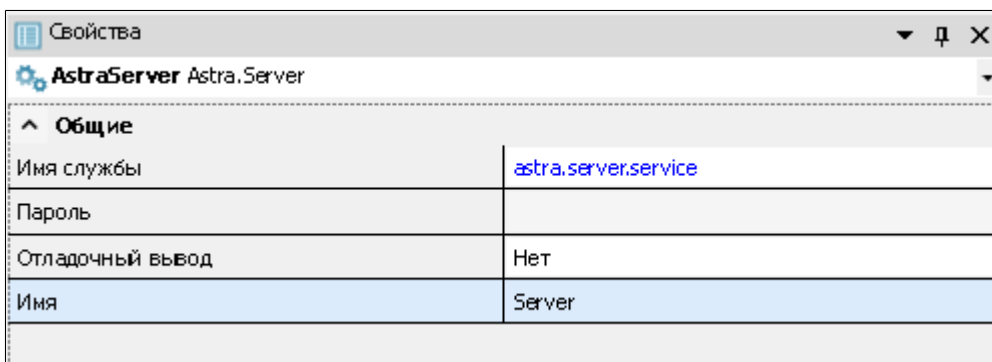 Свойства
AstraServer Astra.Server
Общие
Имя службы astra.server.service
Пароль
Отладочный вывод Нет
Имя Server